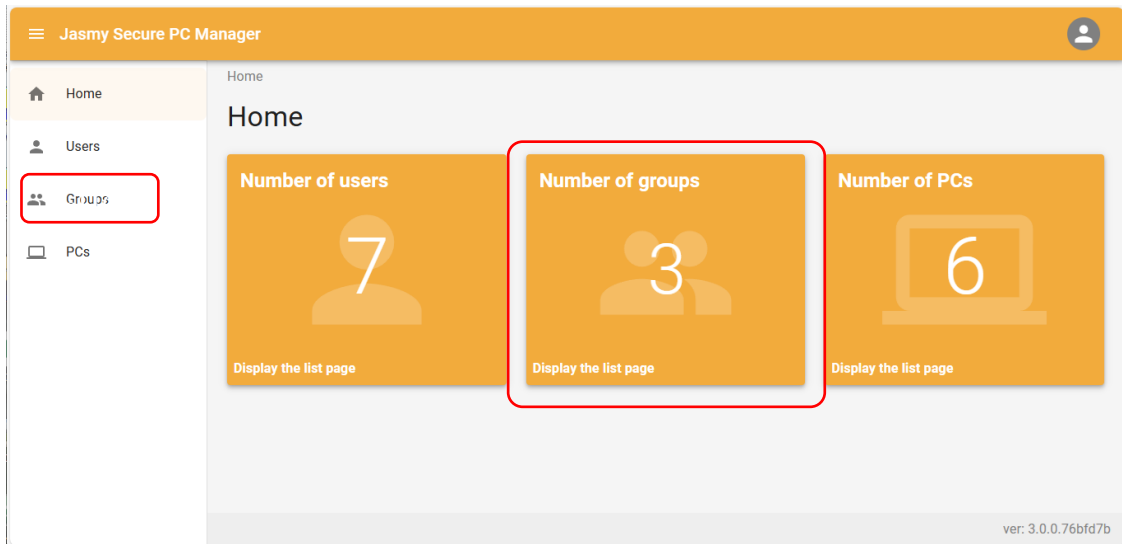 Jasmy Secure PC Manager
Home
Users
Groups
PCs
Home
Home
Number of users
7
Display the list page
Number of groups
3
Display the list page
Number of PCs
6
Display the list page
ver: 3.0.0.76bfd7b